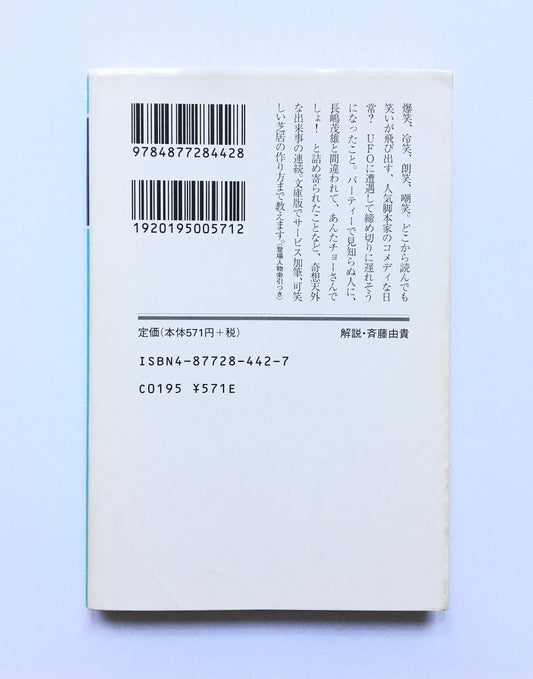 爆笑、冷笑、朗笑、嘲笑。どこから読んでも
笑いが飛び出す、人気脚本家のコメディな日
常？　UFOに遭遇して締め切りに遅れそう
になったこと。パーティーで見知らぬ人に、
長嶋茂雄と間違われて、あんたチョーさんで
しょ！　と詰め寄られたことなど、奇想天外
な出来事の連続。文庫版でサービス加筆、可笑
しい芝居の作り方まで教えます。(登場人物索引つき)
9784877284428
1920195005712
定価(本体571円+税)
解説・斉藤由貴
ISBN4-87728-442-7
C0195 ¥571E